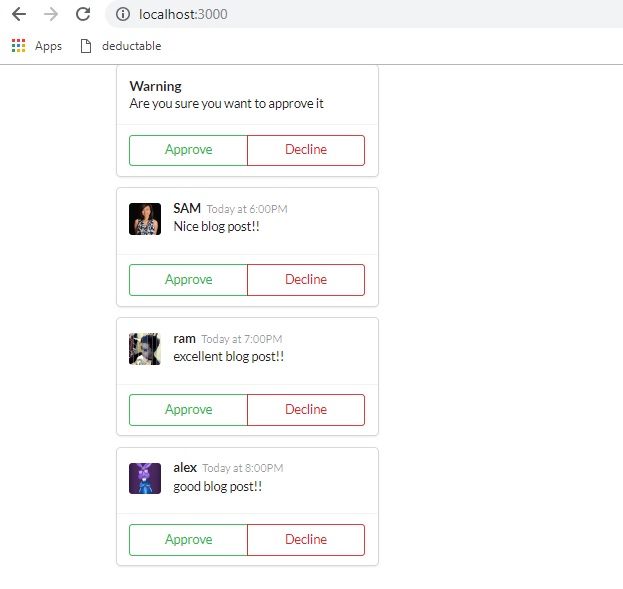 localhost:3000
Apps deductable
Warning
Are you sure you want to approve it
Approve Decline
SAM Today at 6:00PM
Nice blog post!!
Approve Decline
ram Today at 7:00PM
excellent blog post!!
Approve Decline
alex Today at 8:00PM
good blog post!!
Approve Decline